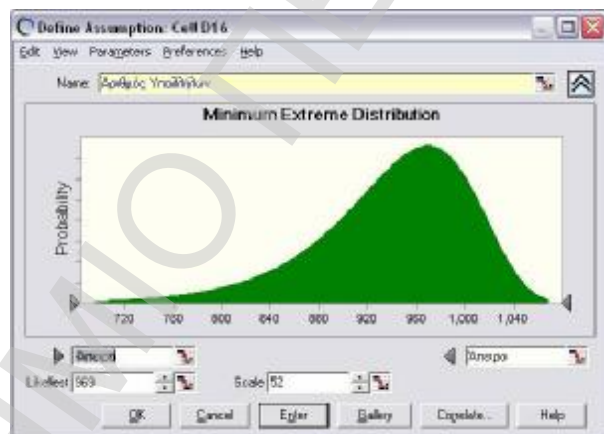 Define Assumption: Cell D16
Edit View Parameters Preferences Help
Name: Αριθμός Υπαλλήλων
Minimum Extreme Distribution
Probability
720 760 800 840 880 920 960 1,000 1,040
Άπειρο
Likeliest 969 Scale 52
OK Cancel Enter Gallery Correlate... Help